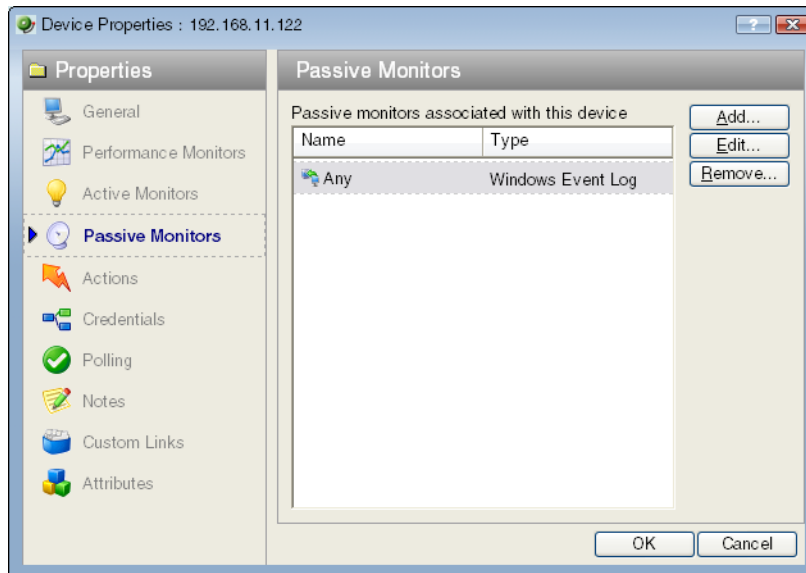 Device Properties : 192.168.11.122
?
Properties
General
Performance Monitors
Active Monitors
Passive Monitors
Actions
Credentials
Polling
Notes
Custom Links
Attributes
Passive Monitors
Passive monitors associated with this device
Name Type
Any Windows Event Log
Add...
Edit...
Remove...
OK Cancel